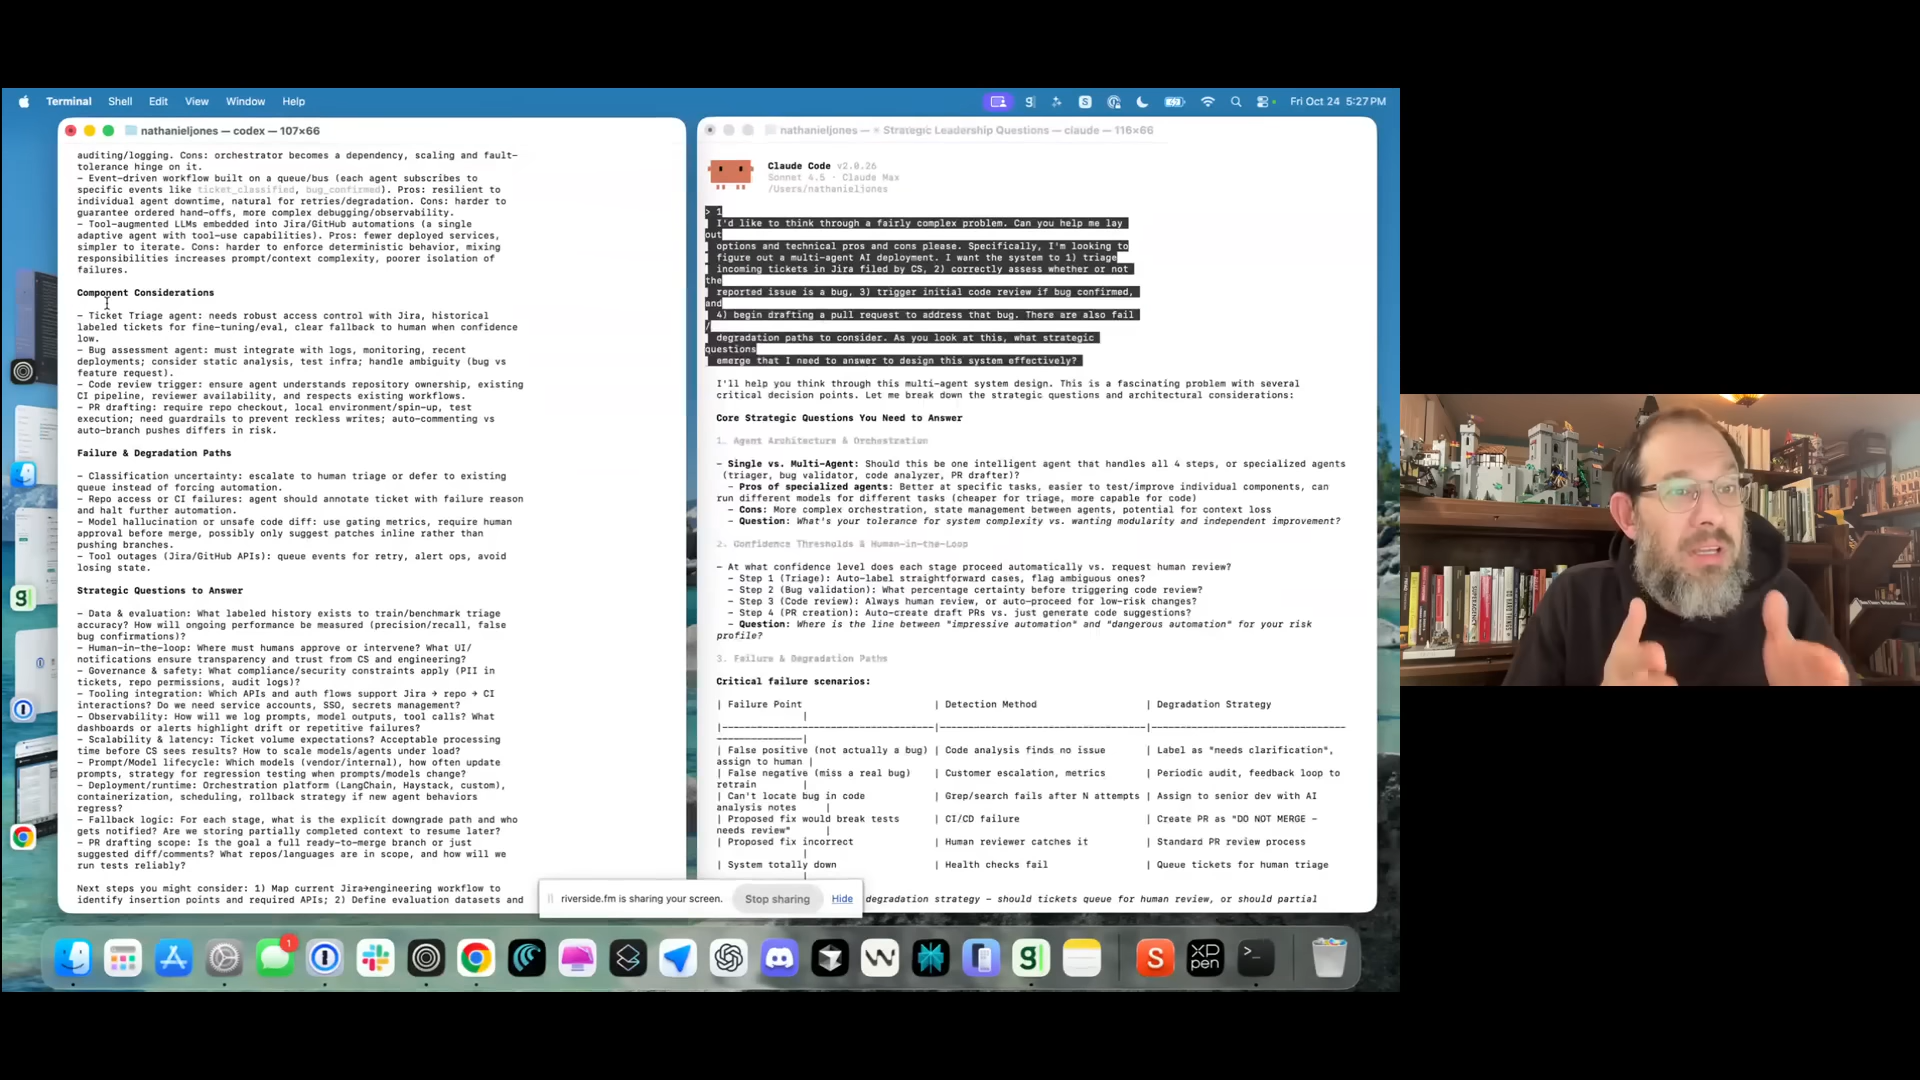 Terminal Shell Edit View Window Help
Fri Oct 24 5:27 PM
nathanieljones — codex — 107×66
auditing/logging. Cons: orchestrator becomes a dependency, scaling and fault-
tolerance hinge on it.
– Event-driven workflow built on a queue/bus (each agent subscribes to
specific events like ticket_classified, bug_confirmed). Pros: resilient to
individual agent downtime, natural for retries/degradation. Cons: harder to
guarantee ordered hand-offs, more complex debugging/observability.
– Tool-augmented LLMs embedded into Jira/GitHub automations (a single
adaptive agent with tool-use capabilities). Pros: fewer deployed services,
simpler to iterate. Cons: harder to enforce deterministic behavior, mixing
responsibilities increases prompt/context complexity, poorer isolation of
failures.
Component Considerations
– Ticket Triage agent: needs robust access control with Jira, historical
labeled tickets for fine-tuning/eval, clear fallback to human when confidence
low.
– Bug assessment agent: must integrate with logs, monitoring, recent
deployments; consider static analysis, test infra; handle ambiguity (bug vs
feature request).
– Code review trigger: ensure agent understands repository ownership, existing
CI pipeline, reviewer availability, and respects existing workflows.
– PR drafting: require repo checkout, local environment/spin-up, test
execution; need guardrails to prevent reckless writes; auto-commenting vs
auto-branch pushes differs in risk.
Failure & Degradation Paths
– Classification uncertainty: escalate to human triage or defer to existing
queue instead of forcing automation.
– Repo access or CI failures: agent should annotate ticket with failure reason
and halt further automation.
– Model hallucination or unsafe code diff: use gating metrics, require human
approval before merge, possibly only suggest patches inline rather than
pushing branches.
– Tool outages (Jira/GitHub APIs): queue events for retry, alert ops, avoid
losing state.
Strategic Questions to Answer
– Data & evaluation: What labeled history exists to train/benchmark triage
accuracy? How will ongoing performance be measured (precision/recall, false
bug confirmations)?
– Human-in-the-loop: Where must humans approve or intervene? What UI/
notifications ensure transparency and trust from CS and engineering?
– Governance & safety: What compliance/security constraints apply (PII in
tickets, repo permissions, audit logs)?
– Tooling integration: Which APIs and auth flows support Jira → repo → CI
interactions? Do we need service accounts, SSO, secrets management?
– Observability: How will we log prompts, model outputs, tool calls? What
dashboards or alerts highlight drift or repetitive failures?
– Scalability & latency: Ticket volume expectations? Acceptable processing
time before CS sees results? How to scale models/agents under load?
– Prompt/Model lifecycle: Which models (vendor/internal), how often update
prompts, strategy for regression testing when prompts/models change?
– Deployment/runtime: Orchestration platform (LangChain, Haystack, custom),
containerization, scheduling, rollback strategy if new agent behaviors
regress?
– Fallback logic: For each stage, what is the explicit downgrade path and who
gets notified? Are we storing partially completed context to resume later?
– PR drafting scope: Is the goal a full ready-to-merge branch or just
suggested diff/comments? What repos/languages are in scope, and how will we
run tests reliably?
Next steps you might consider: 1) Map current Jira→engineering workflow to
identify insertion points and required APIs; 2) Define evaluation datasets and
nathanieljones — ✳ Strategic Leadership Questions — claude — 116×66
Claude Code v2.0.26
Sonnet 4.5 · Claude Max
/Users/nathanieljones
> 1
I'd like to think through a fairly complex problem. Can you help me lay
out
options and technical pros and cons please. Specifically, I'm looking to
figure out a multi-agent AI deployment. I want the system to 1) triage
incoming tickets in Jira filed by CS, 2) correctly assess whether or not
the
reported issue is a bug, 3) trigger initial code review if bug confirmed,
and
4) begin drafting a pull request to address that bug. There are also fail
/
degradation paths to consider. As you look at this, what strategic
questions
emerge that I need to answer to design this system effectively?
I'll help you think through this multi-agent system design. This is a fascinating problem with several
critical decision points. Let me break down the strategic questions and architectural considerations:
Core Strategic Questions You Need to Answer
1. Agent Architecture & Orchestration
– Single vs. Multi-Agent: Should this be one intelligent agent that handles all 4 steps, or specialized agents
(triager, bug validator, code analyzer, PR drafter)?
– Pros of specialized agents: Better at specific tasks, easier to test/improve individual components, can
run different models for different tasks (cheaper for triage, more capable for code)
– Cons: More complex orchestration, state management between agents, potential for context loss
– Question: What's your tolerance for system complexity vs. wanting modularity and independent improvement?
2. Confidence Thresholds & Human-in-the-Loop
– At what confidence level does each stage proceed automatically vs. request human review?
– Step 1 (Triage): Auto-label straightforward cases, flag ambiguous ones?
– Step 2 (Bug validation): What percentage certainty before triggering code review?
– Step 3 (Code review): Always human review, or auto-proceed for low-risk changes?
– Step 4 (PR creation): Auto-create draft PRs vs. just generate code suggestions?
– Question: Where is the line between "impressive automation" and "dangerous automation" for your risk
profile?
3. Failure & Degradation Paths
Critical failure scenarios:
| Failure Point | Detection Method | Degradation Strategy
|
| False positive (not actually a bug) | Code analysis finds no issue | Label as "needs clarification",
assign to human |
| False negative (miss a real bug) | Customer escalation, metrics | Periodic audit, feedback loop to
retrain |
| Can't locate bug in code | Grep/search fails after N attempts | Assign to senior dev with AI
analysis notes |
| Proposed fix would break tests | CI/CD failure | Create PR as "DO NOT MERGE –
needs review" |
| Proposed fix incorrect | Human reviewer catches it | Standard PR review process
|
| System totally down | Health checks fail | Queue tickets for human triage
|
degradation strategy – should tickets queue for human review, or should partial
riverside.fm is sharing your screen. Stop sharing Hide
1
S
XP
pen